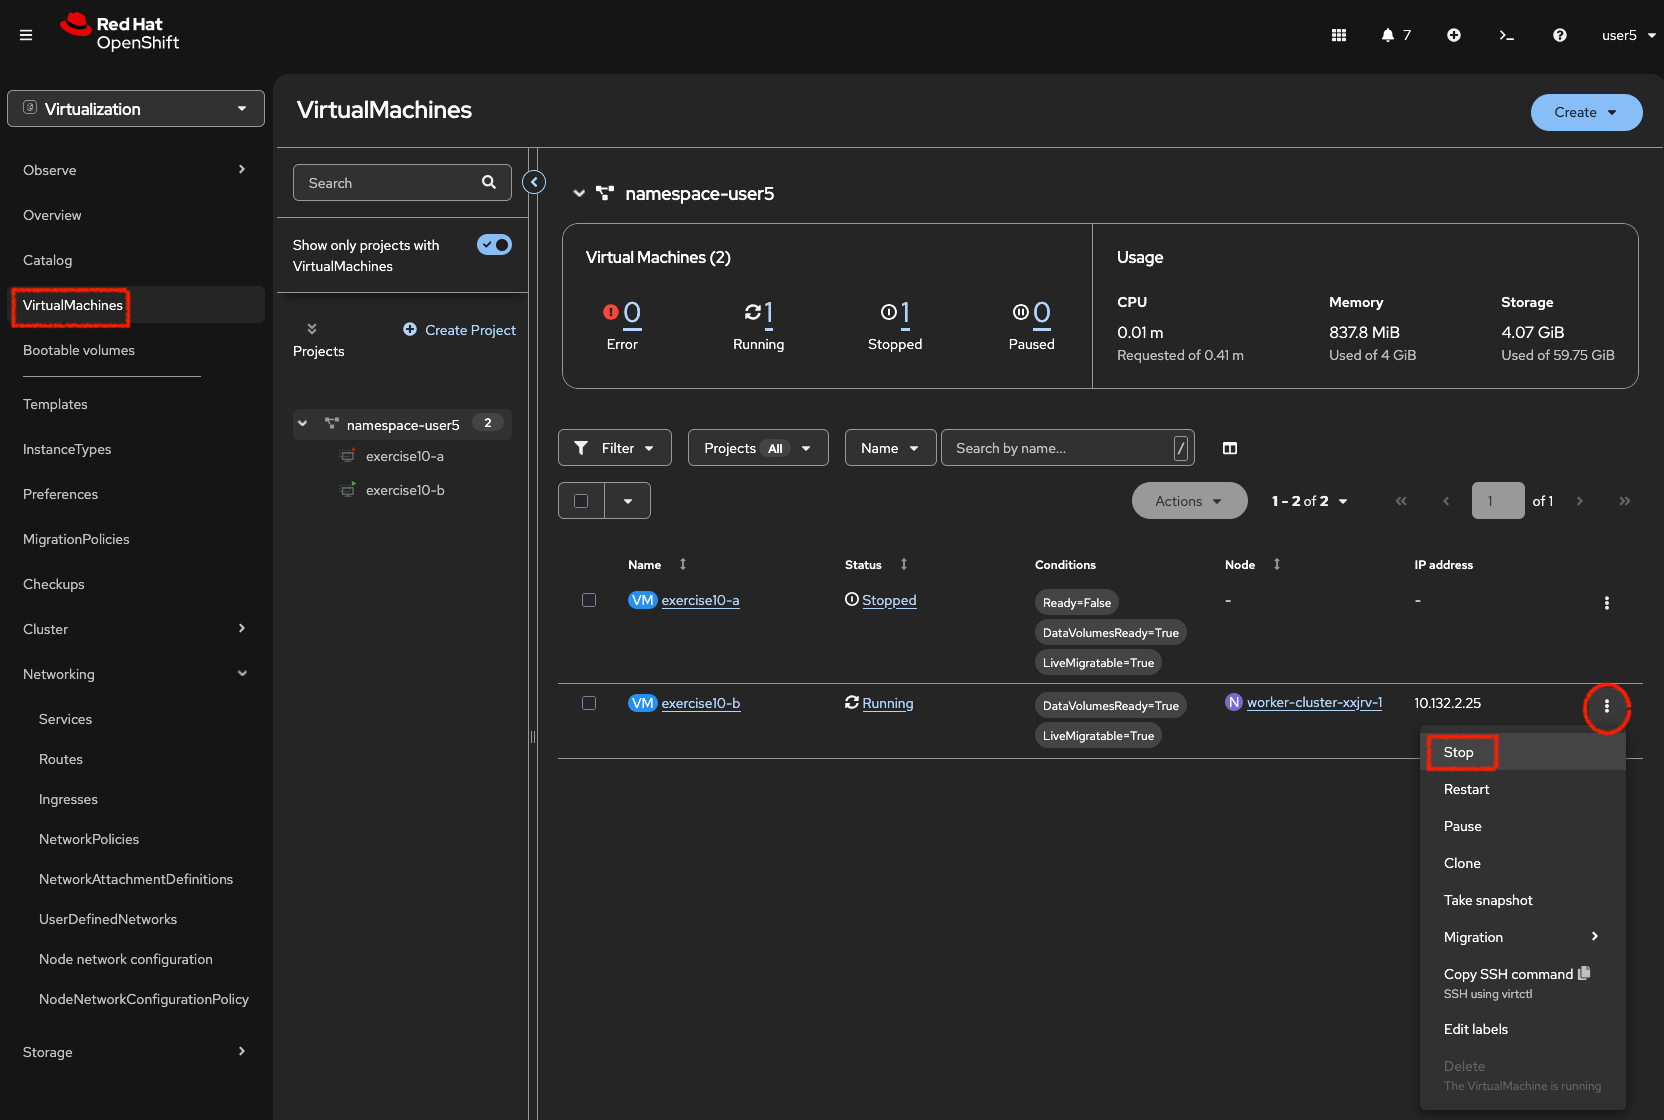 Red Hat
OpenShift
7
user5
Virtualization
Observe
Overview
Catalog
VirtualMachines
Bootable volumes
Templates
InstanceTypes
Preferences
MigrationPolicies
Checkups
Cluster
Networking
Services
Routes
Ingresses
NetworkPolicies
NetworkAttachmentDefinitions
UserDefinedNetworks
Node network configuration
NodeNetworkConfigurationPolicy
Storage
VirtualMachines
Create
Search
Show only projects with
VirtualMachines
Projects
Create Project
namespace-user5 2
exercise10-a
exercise10-b
namespace-user5
Virtual Machines (2)
0
Error
1
Running
1
Stopped
0
Paused
Usage
CPU
0.01 m
Requested of 0.41 m
Memory
837.8 MiB
Used of 4 GiB
Storage
4.07 GiB
Used of 59.75 GiB
Filter
Projects All
Name
Search by name... /
Actions
1 - 2 of 2
1 of 1
Name Status Conditions Node IP address
VM exercise10-a Stopped Ready=False - -
DataVolumesReady=True
LiveMigratable=True
VM exercise10-b Running DataVolumesReady=True N worker-cluster-xxjrv-1 10.132.2.25
LiveMigratable=True
Stop
Restart
Pause
Clone
Take snapshot
Migration
Copy SSH command
SSH using virtctl
Edit labels
Delete
The VirtualMachine is running